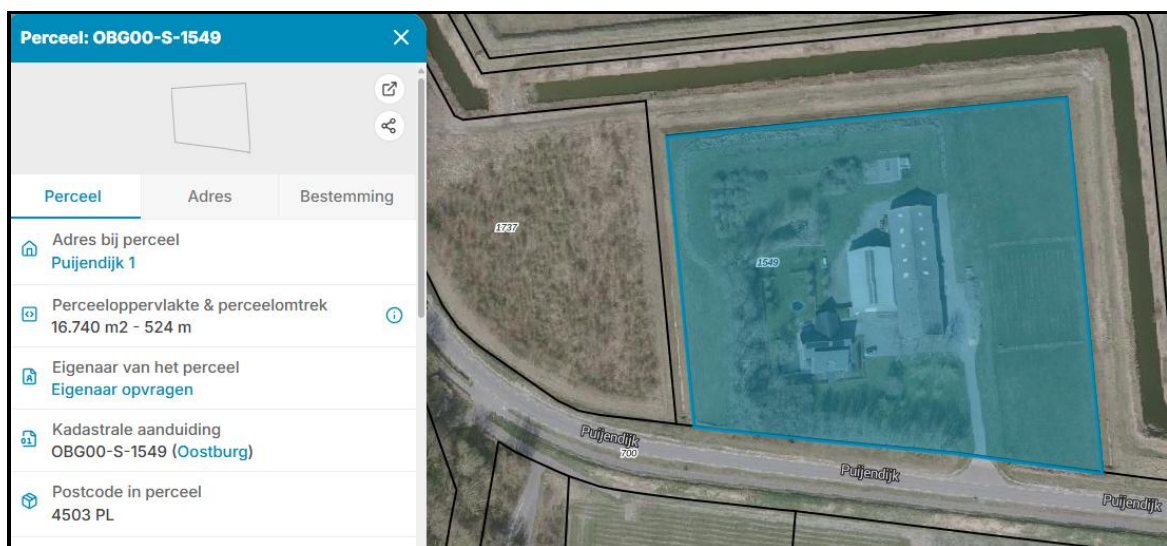 Perceel: OBG00-S-1549
Perceel
Adres
Bestemming
Adres bij perceel
Puijendijk 1
Perceeloppervlakte & perceelomtrek
16.740 m2 - 524 m
Eigenaar van het perceel
Eigenaar opvragen
Kadastrale aanduiding
OBG00-S-1549 (Oostburg)
Postcode in perceel
4503 PL
1737
1549
Puijendijk
700
Puijendijk
Puijendijk